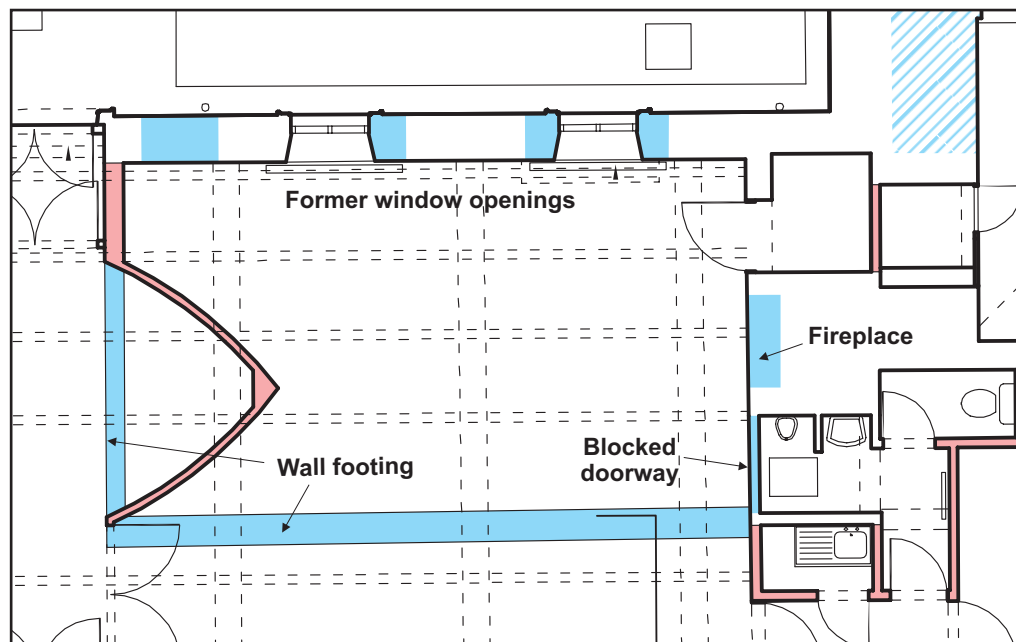 Former window openings
Fireplace
Blocked
doorway
Wall footing